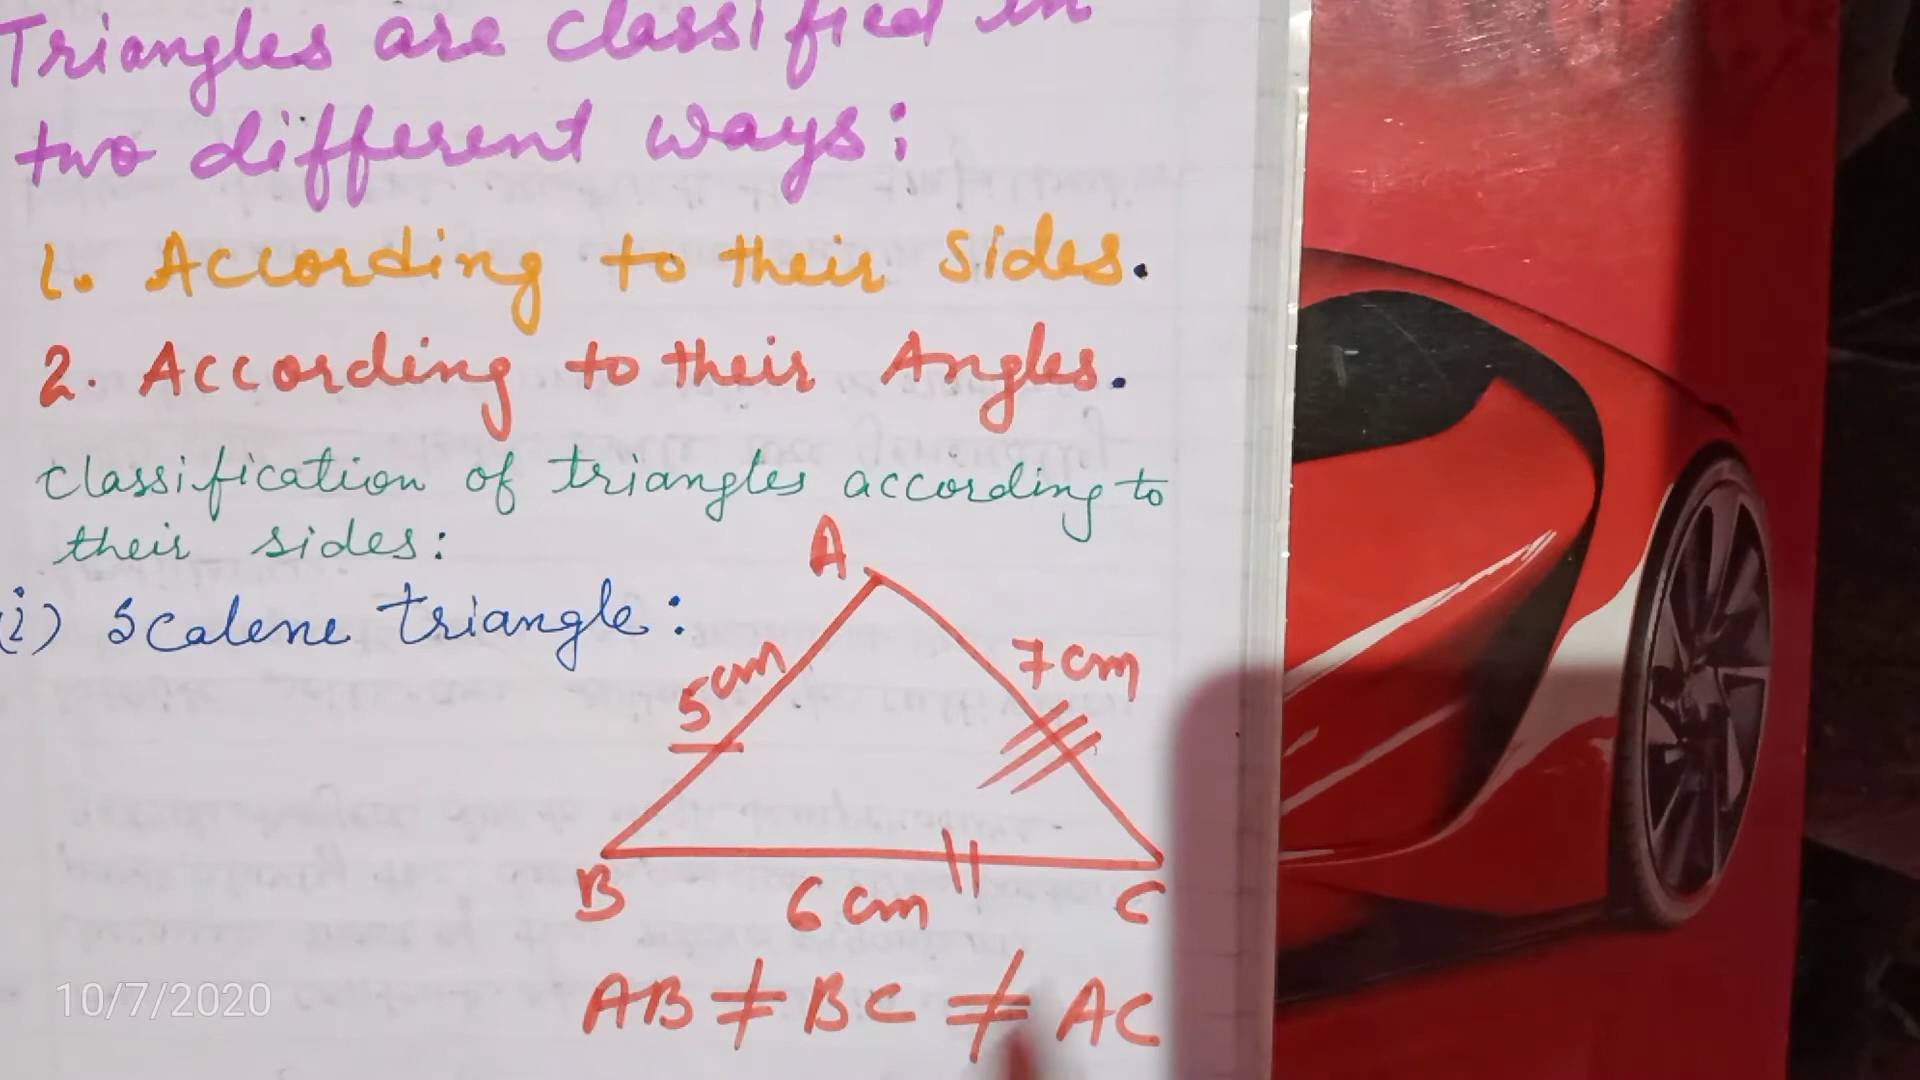 Triangles are classified in
two different ways:
1. According to their sides.
2. According to their Angles.
classification of triangles according to
their sides:
(i) Scalene triangle:
A
5cm
7cm
B
6cm
C
AB ≠ BC ≠ AC
10/7/2020